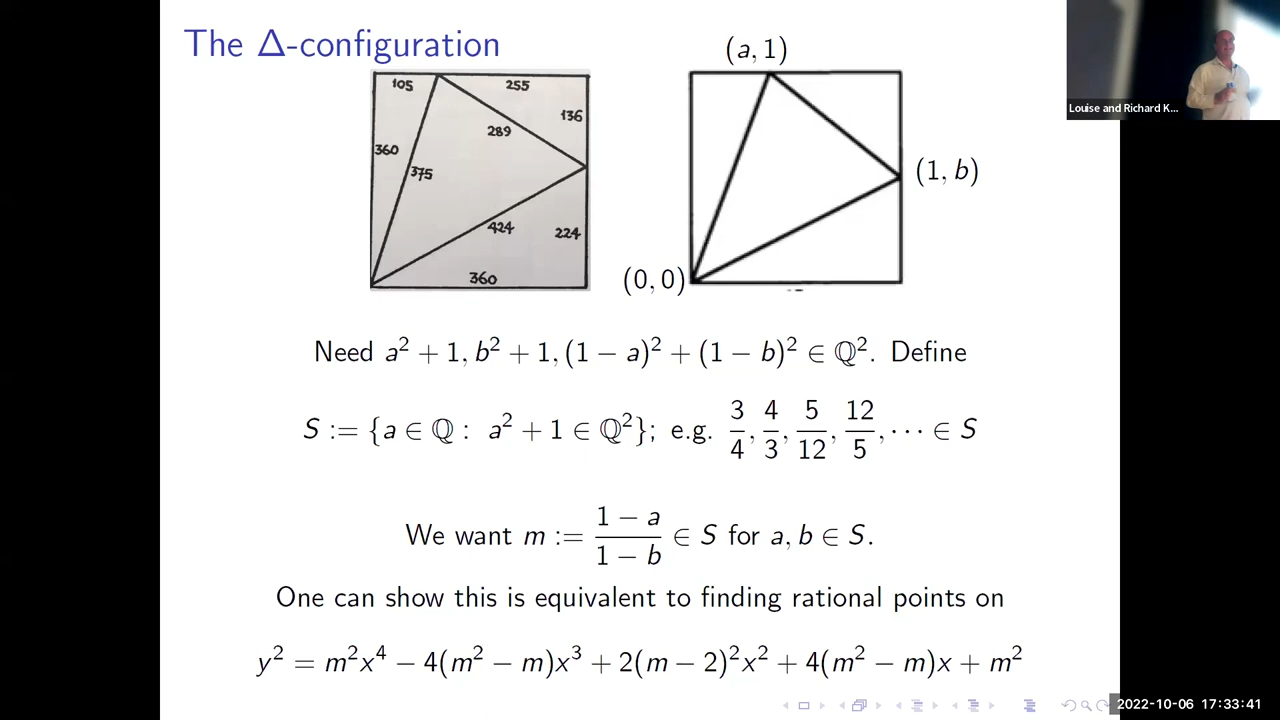 The Δ-configuration
105
255
136
289
360
375
424
224
360
(a, 1)
(1, b)
(0, 0)
Need a² + 1, b² + 1, (1 − a)² + (1 − b)² ∈ ℚ². Define
S := {a ∈ ℚ : a² + 1 ∈ ℚ²}; e.g. 3/4, 4/3, 5/12, 12/5, ⋯ ∈ S
We want m := (1 − a)/(1 − b) ∈ S for a, b ∈ S.
One can show this is equivalent to finding rational points on
y² = m²x⁴ − 4(m² − m)x³ + 2(m − 2)²x² + 4(m² − m)x + m²
Louise and Richard K...
2022-10-06 17:33:41